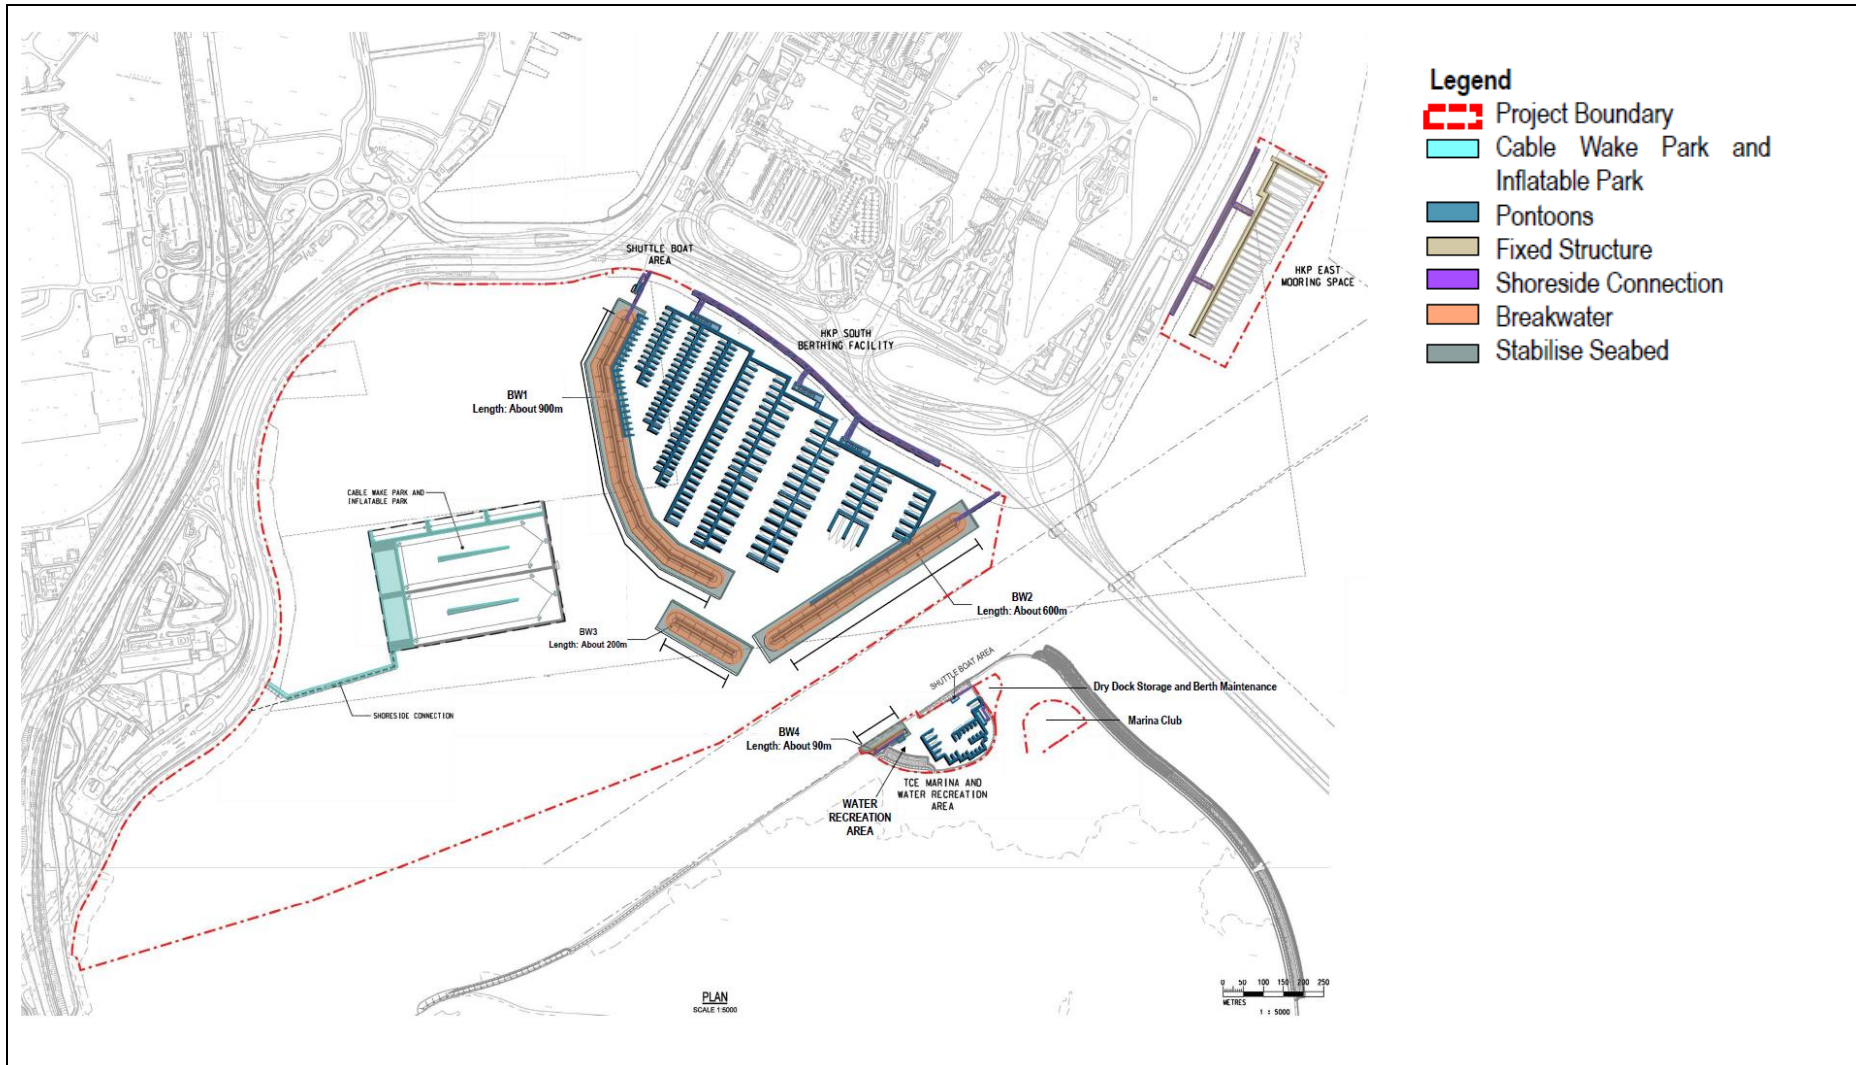 Legend
Project Boundary
Cable Wake Park and
Inflatable Park
Pontoons
Fixed Structure
Shoreside Connection
Breakwater
Stabilise Seabed
SHUTTLE BOAT
AREA
HKP EAST
MOORING SPACE
HKP SOUTH
BERTHING FACILITY
BW1
Length: About 900m
CABLE WAKE PARK AND
INFLATABLE PARK
BW2
Length: About 600m
BW3
Length: About 200m
SHUTTLE BOAT AREA
Dry Dock Storage and Berth Maintenance
SHORESIDE CONNECTION
Marina Club
BW4
Length: About 90m
TCE MARINA AND
WATER RECREATION
AREA
WATER
RECREATION
AREA
PLAN
SCALE 1:5000
0 50 100 150 200 250
METRES
1 : 5000